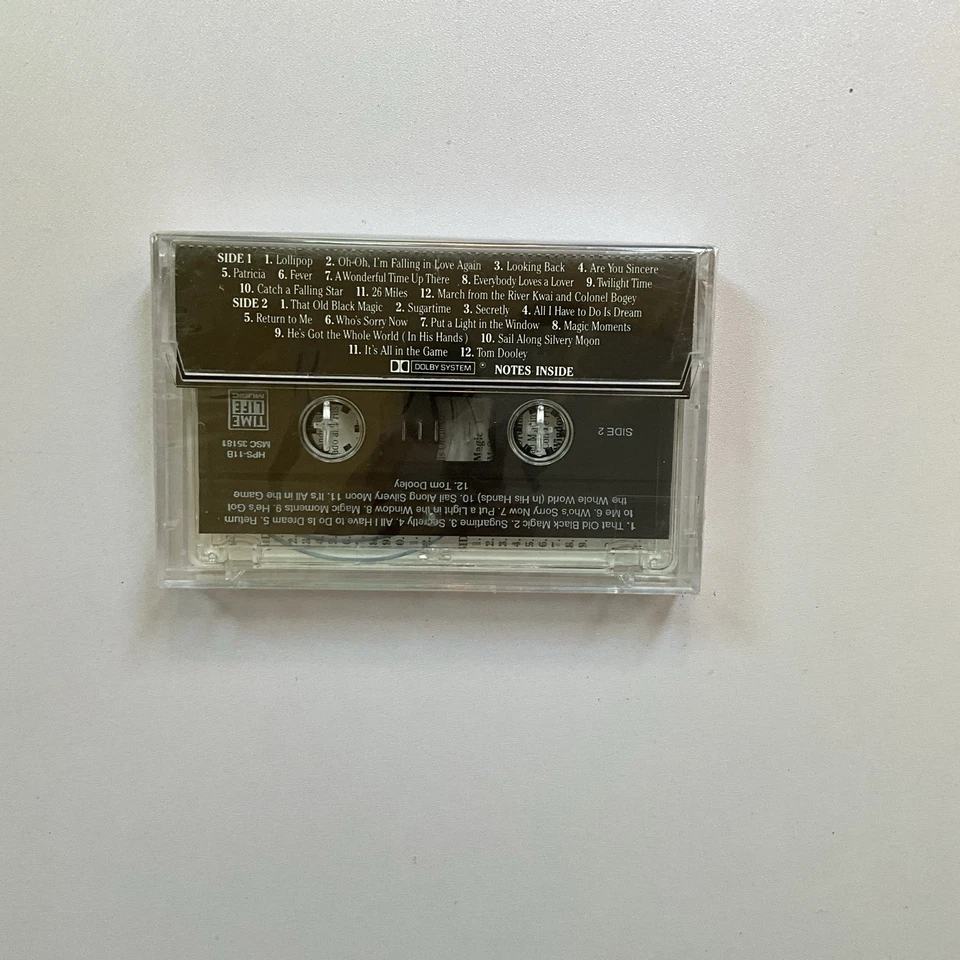 SIDE 1 1. Lollipop 2. Oh-Oh, I'm Falling in Love Again 3. Looking Back 4. Are You Sincere
5. Patricia 6. Fever 7. A Wonderful Time Up There 8. Everybody Loves a Lover 9. Twilight Time
10. Catch a Falling Star 11. 26 Miles 12. March from the River Kwai and Colonel Bogey
SIDE 2 1. That Old Black Magic 2. Sugartime 3. Secretly 4. All I Have to Do Is Dream
5. Return to Me 6. Who's Sorry Now 7. Put a Light in the Window 8. Magic Moments
9. He's Got the Whole World (In His Hands) 10. Sail Along Silvery Moon
11. It's All in the Game 12. Tom Dooley
DOLBY SYSTEM ® NOTES INSIDE
SIDE 2
TIME
LIFE
MUSIC
HPS-11B
MSC 35181
1. That Old Black Magic 2. Sugartime 3. Secretly 4. All I Have to Do Is Dream 5. Return
to Me 6. Who's Sorry Now 7. Put a Light in the Window 8. Magic Moments 9. He's Got
the Whole World (In His Hands) 10. Sail Along Silvery Moon 11. It's All in the Game
12. Tom Dooley
Magic